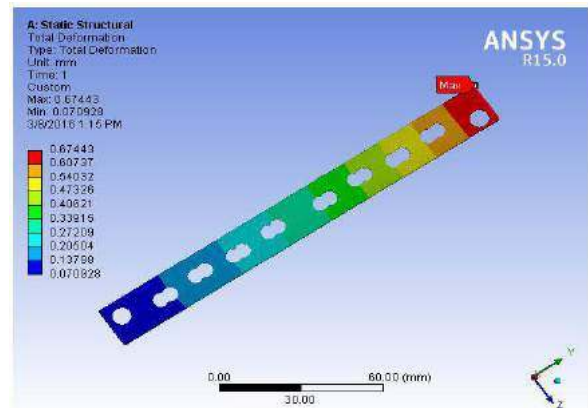 A: Static Structural
Total Deformation
Type: Total Deformation
Unit: mm
Time: 1
Custom
Max: 0.67443
Min: 0.070928
3/8/2016 1:15 PM
ANSYS
R15.0
Max
0.67443
0.60737
0.54032
0.47326
0.40621
0.33915
0.27209
0.20504
0.13798
0.070928
0.00
60.00 (mm)
30.00
Y
Z